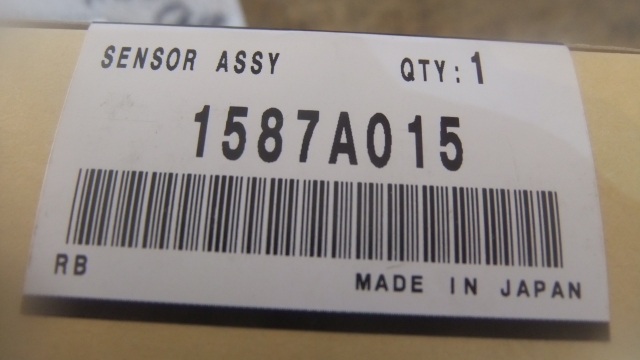 SENSOR ASSY QTY:1
1587A015
RB MADE IN JAPAN